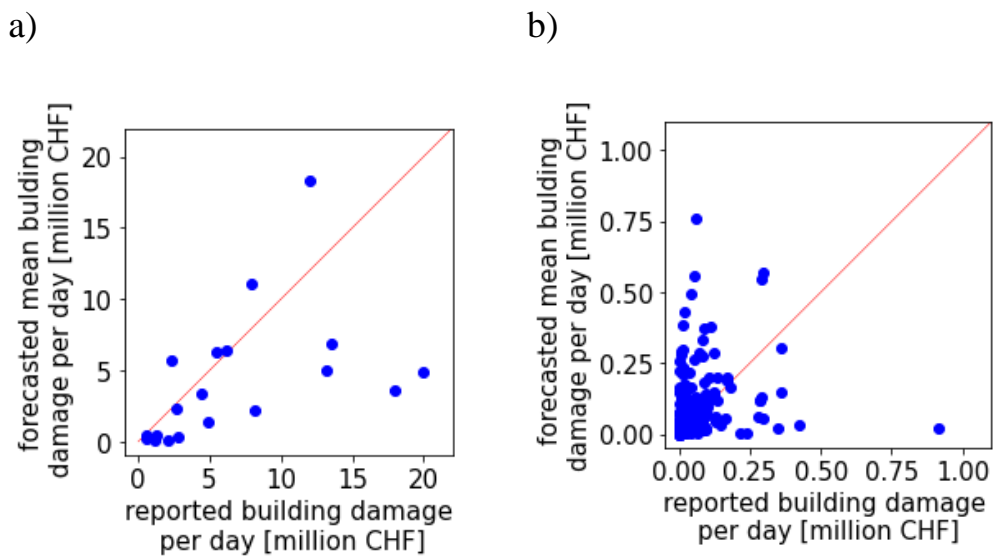 a)
b)
forecasted mean bulding
damage per day [million CHF]
20
15
10
5
0
0
5
10
15
20
reported building damage
per day [million CHF]
forecasted mean bulding
damage per day [million CHF]
1.00
0.75
0.50
0.25
0.00
0.00
0.25
0.50
0.75
1.00
reported building damage
per day [million CHF]